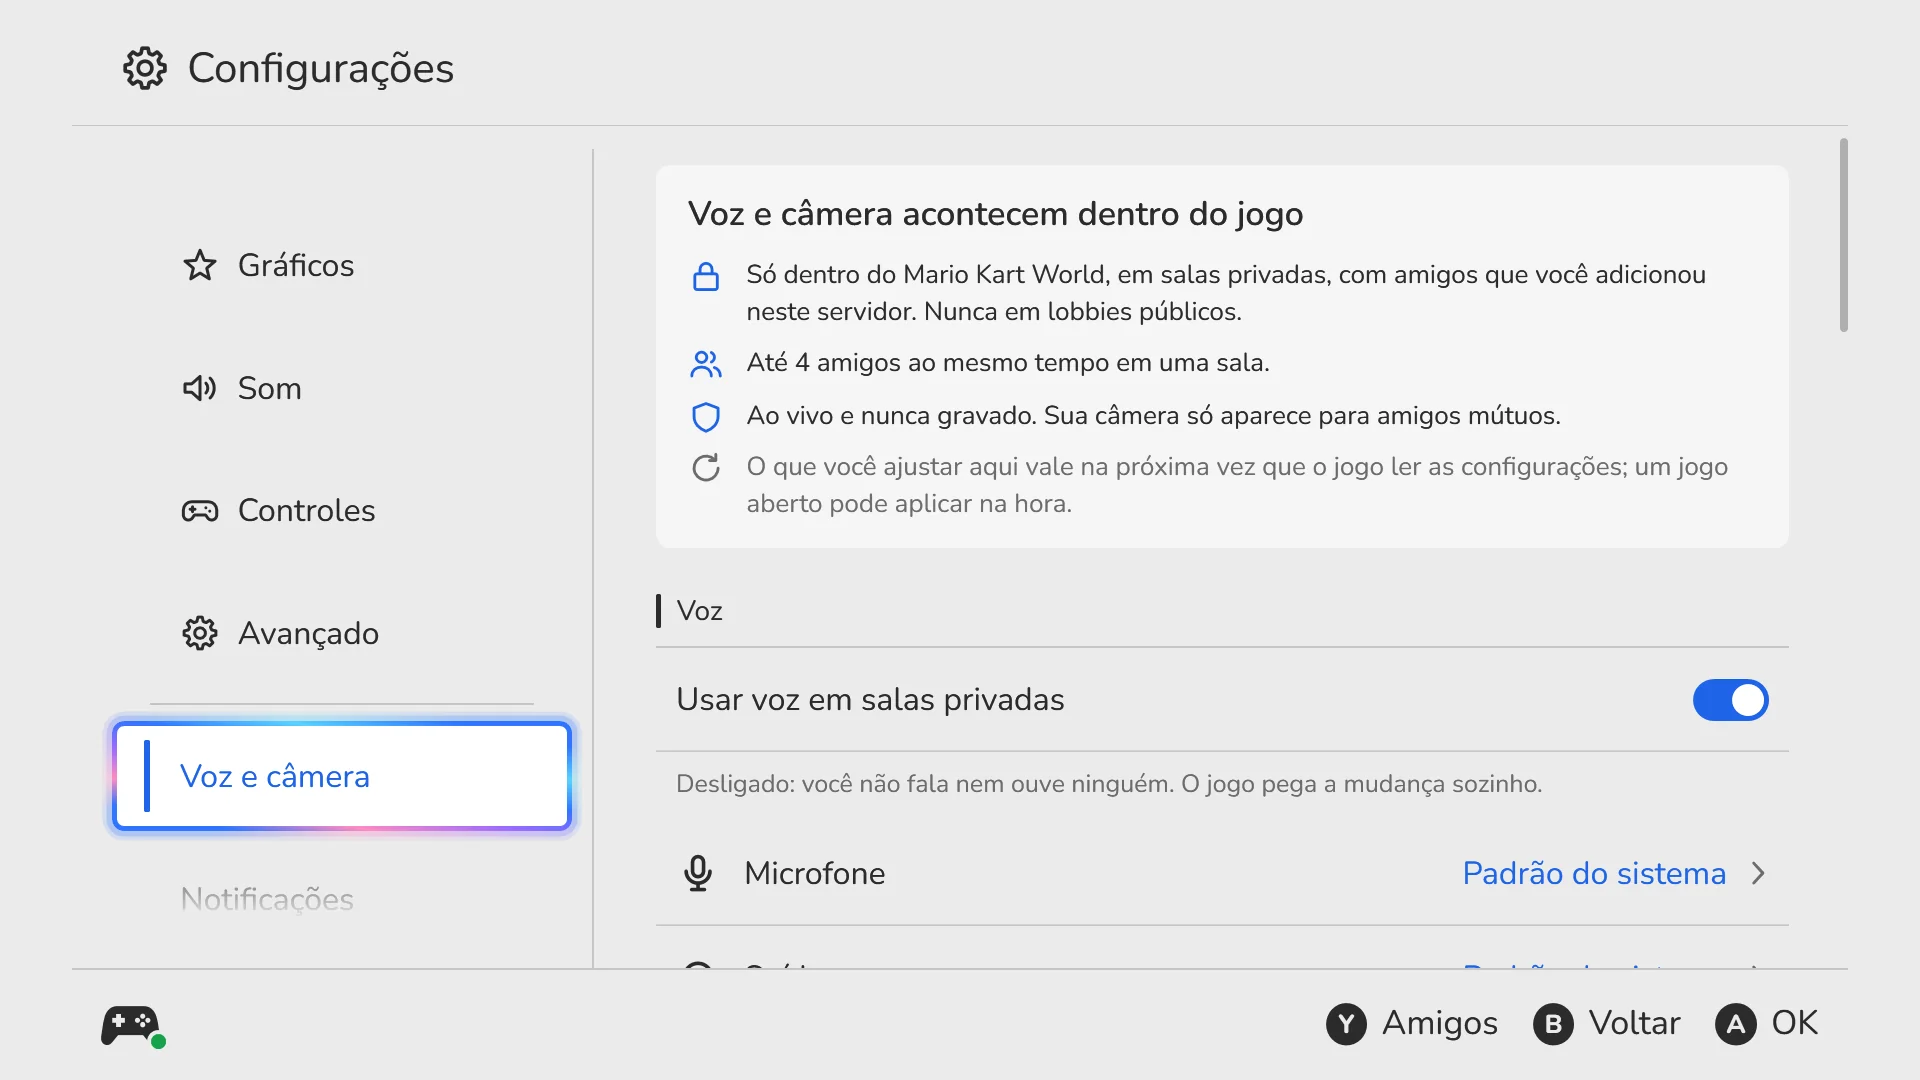 Configurações
Gráficos
Som
Controles
Avançado
Voz e câmera
Notificações
Voz e câmera acontecem dentro do jogo
Só dentro do Mario Kart World, em salas privadas, com amigos que você adicionou
neste servidor. Nunca em lobbies públicos.
Até 4 amigos ao mesmo tempo em uma sala.
Ao vivo e nunca gravado. Sua câmera só aparece para amigos mútuos.
O que você ajustar aqui vale na próxima vez que o jogo ler as configurações; um jogo
aberto pode aplicar na hora.
Voz
Usar voz em salas privadas
Desligado: você não fala nem ouve ninguém. O jogo pega a mudança sozinho.
Microfone Padrão do sistema
Y Amigos B Voltar A OK